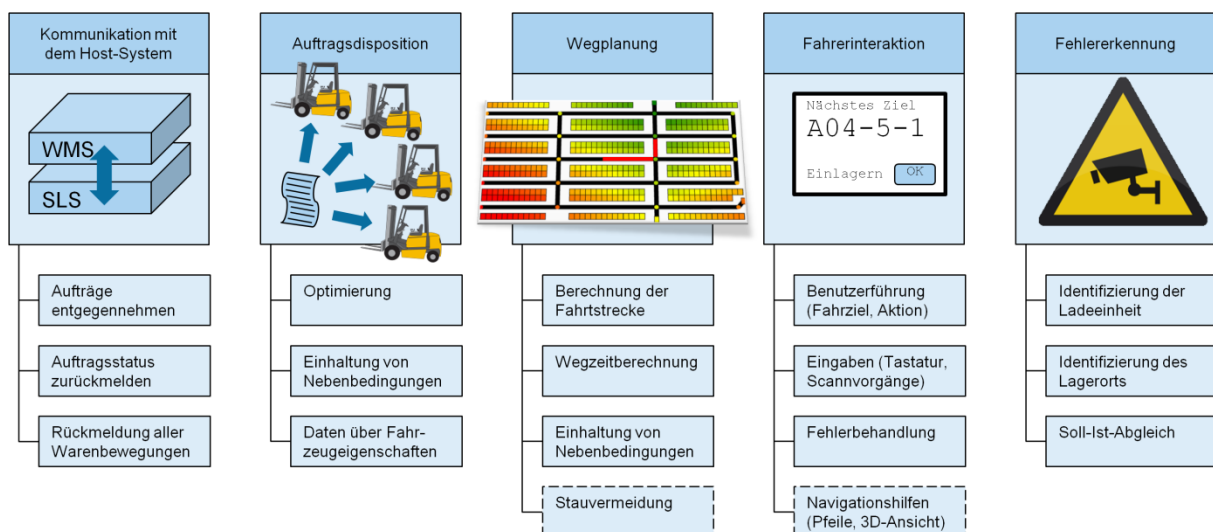 Kommunikation mit
dem Host-System
WMS
SLS
Aufträge
entgegennehmen
Auftragsstatus
zurückmelden
Rückmeldung aller
Warenbewegungen
Auftragsdisposition
Optimierung
Einhaltung von
Nebenbedingungen
Daten über Fahr-
zeugeigenschaften
Wegplanung
Berechnung der
Fahrtstrecke
Wegzeitberechnung
Einhaltung von
Nebenbedingungen
Stauvermeidung
Fahrerinteraktion
Nächstes Ziel
A04-5-1
Einlagern OK
Benutzerführung
(Fahrziel, Aktion)
Eingaben (Tastatur,
Scannvorgänge)
Fehlerbehandlung
Navigationshilfen
(Pfeile, 3D-Ansicht)
Fehlererkennung
Identifizierung der
Ladeeinheit
Identifizierung des
Lagerorts
Soll-Ist-Abgleich